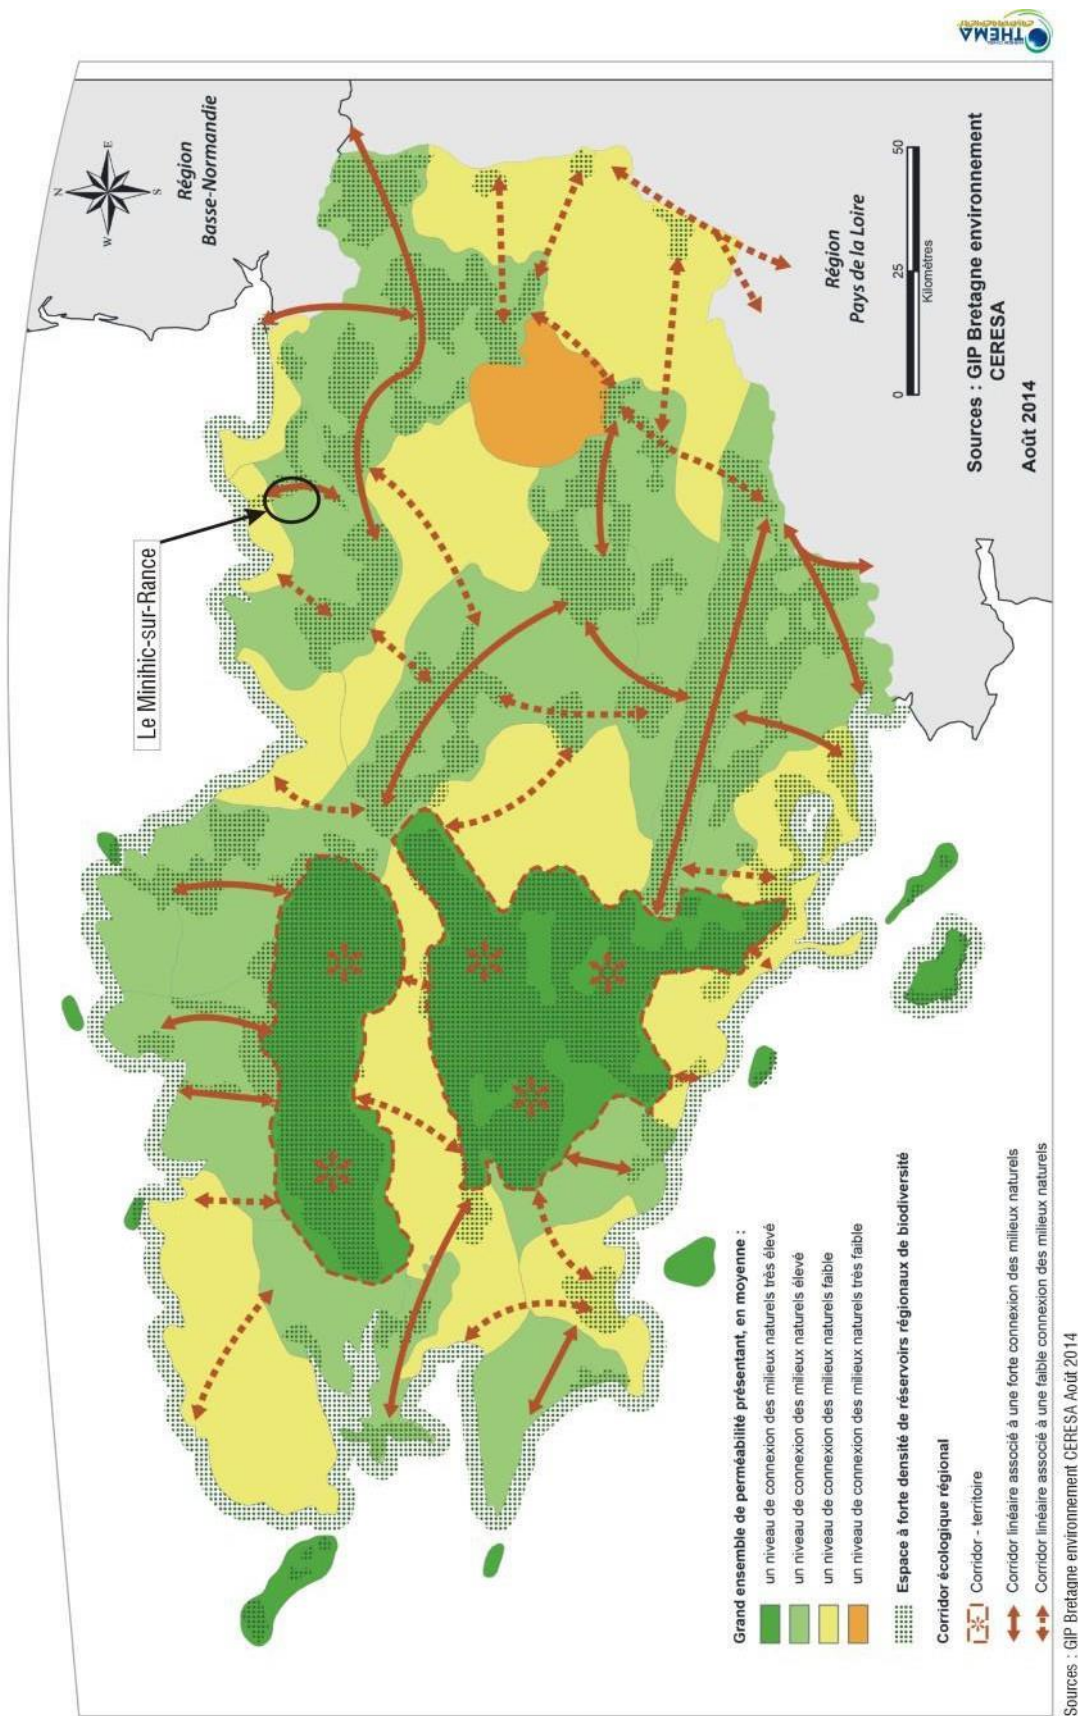 THEMA
Le Minihic-sur-Rance
N
W
E
S
Région
Basse-Normandie
Région
Pays de la Loire
0
25
50
Kilomètres
Sources : GIP Bretagne environnement
CERESA
Août 2014
Grand ensemble de perméabilité présentant, en moyenne :
un niveau de connexion des milieux naturels très élevé
un niveau de connexion des milieux naturels élevé
un niveau de connexion des milieux naturels faible
un niveau de connexion des milieux naturels très faible
Espace à forte densité de réservoirs régionaux de biodiversité
Corridor écologique régional
Corridor - territoire
Corridor linéaire associé à une forte connexion des milieux naturels
Corridor linéaire associé à une faible connexion des milieux naturels
Sources : GIP Bretagne environnement CERESA Août 2014